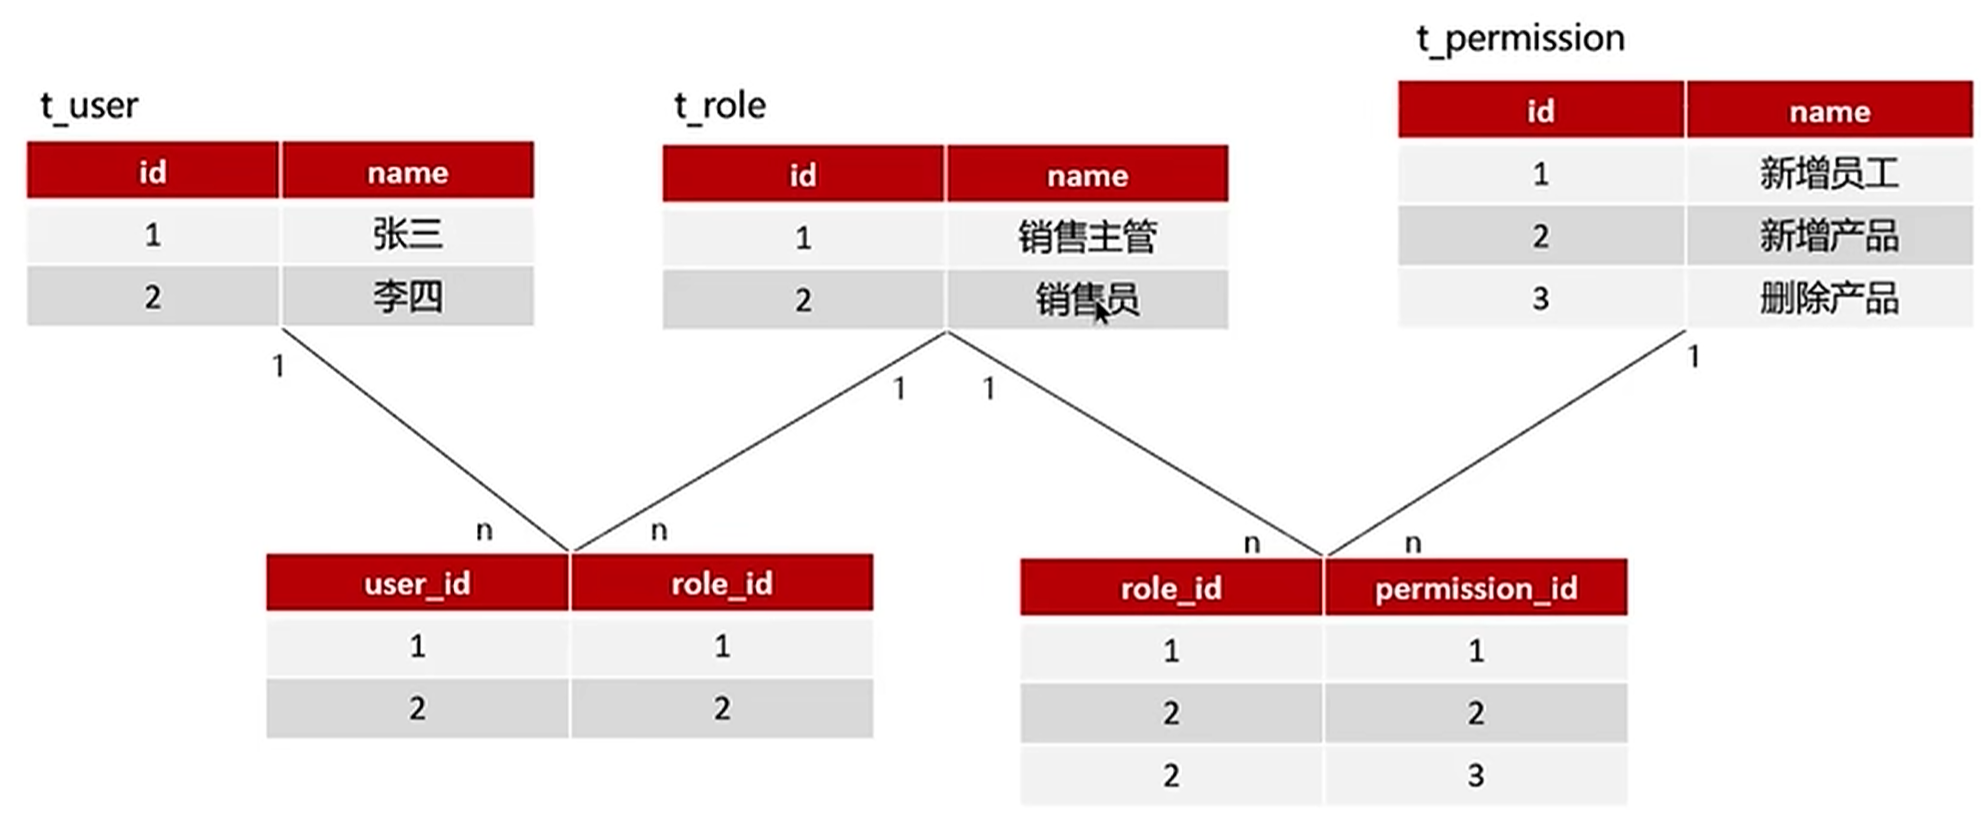 t_user
id name
1 张三
2 李四
t_role
id name
1 销售主管
2 销售员
t_permission
id name
1 新增员工
2 新增产品
3 删除产品
1
1 1
1
n n
n n
user_id role_id
1 1
2 2
role_id permission_id
1 1
2 2
2 3